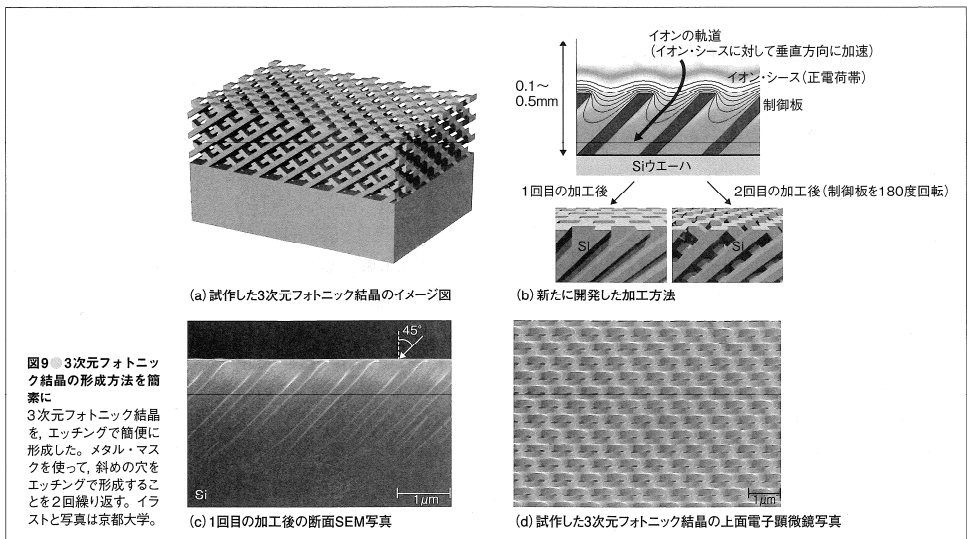 イオンの軌道
(イオン・シースに対して垂直方向に加速)
イオン・シース(正電荷帯)
0.1～
0.5mm
制御板
Siウエーハ
1回目の加工後
2回目の加工後(制御板を180度回転)
Si
Si
(a)試作した3次元フォトニック結晶のイメージ図
(b)新たに開発した加工方法
45°
Si
1μm
1μm
(c)1回目の加工後の断面SEM写真
(d)試作した3次元フォトニック結晶の上面電子顕微鏡写真
図9 3次元フォトニッ
ク結晶の形成方法を簡
素に
3次元フォトニック結晶
を,エッチングで簡便に
形成した。メタル・マス
クを使って,斜めの穴を
エッチングで形成するこ
とを2回繰り返す。イラ
ストと写真は京都大学。